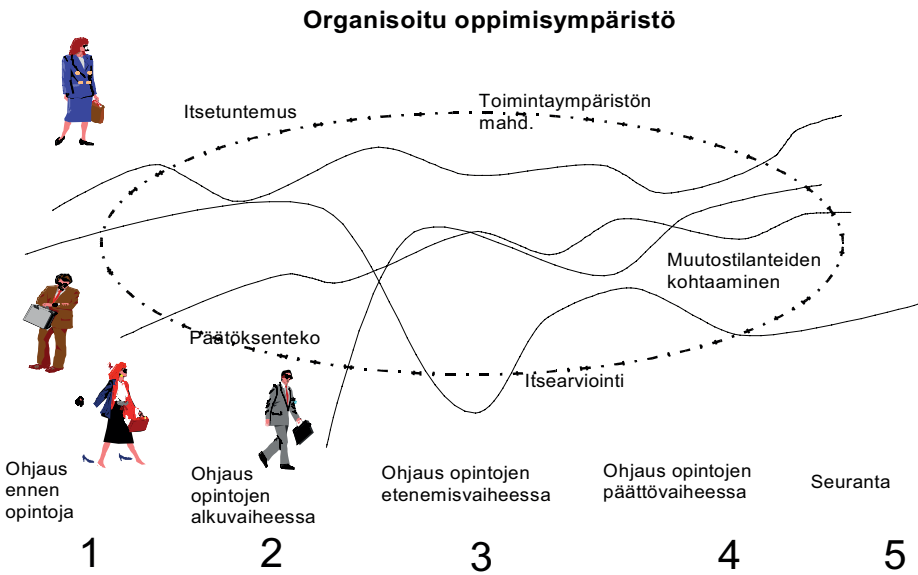 Organisoitu oppimisympäristö
Itsetuntemus
Toimintaympäristön
mahd.
Muutostilanteiden
kohtaaminen
Päätöksenteko
Itsearviointi
Ohjaus
ennen
opintoja
Ohjaus
opintojen
alkuvaiheessa
Ohjaus opintojen
etenemisvaiheessa
Ohjaus opintojen
päättövaiheessa
Seuranta
1
2
3
4
5